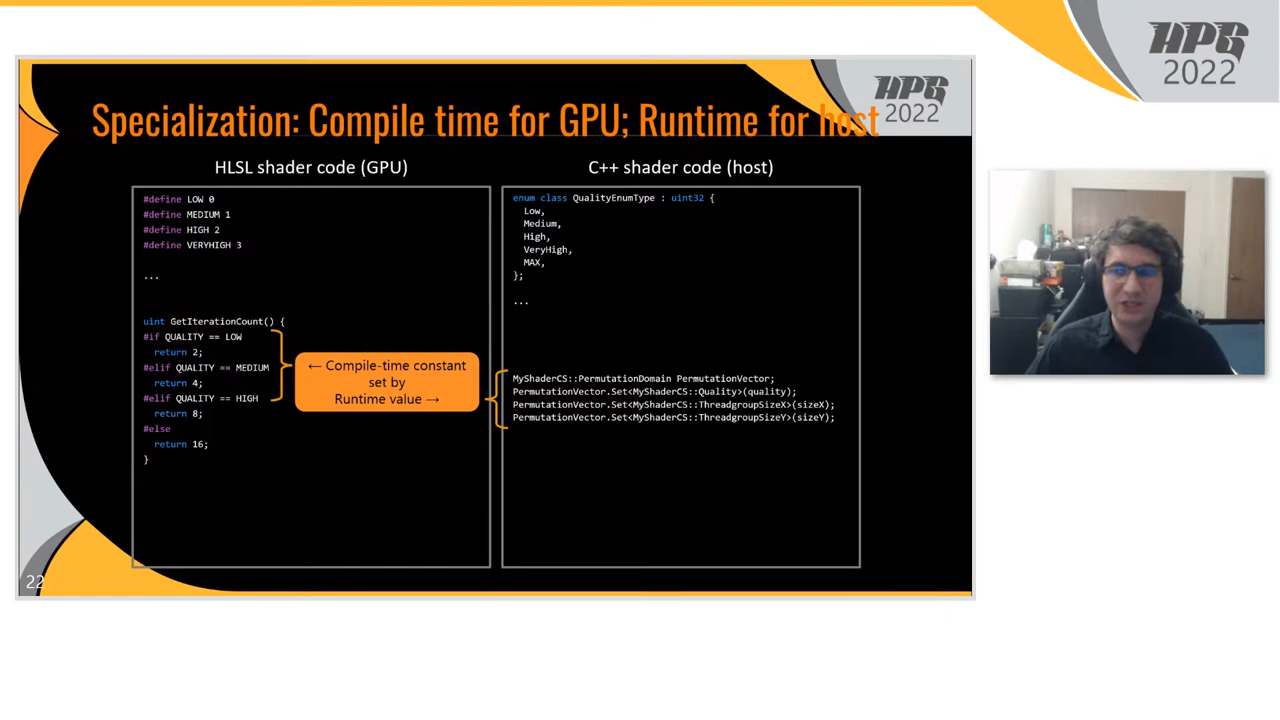 HPG
2022
HPG
2022
Specialization: Compile time for GPU; Runtime for host
HLSL shader code (GPU)
#define LOW 0
#define MEDIUM 1
#define HIGH 2
#define VERYHIGH 3
...
uint GetIterationCount() {
#if QUALITY == LOW
return 2;
#elif QUALITY == MEDIUM
return 4;
#elif QUALITY == HIGH
return 8;
#else
return 16;
}
← Compile-time constant
set by
Runtime value →
C++ shader code (host)
enum class QualityEnumType : uint32 {
Low,
Medium,
High,
VeryHigh,
MAX,
};
...
MyShaderCS::PermutationDomain PermutationVector;
PermutationVector.Set<MyShaderCS::Quality>(quality);
PermutationVector.Set<MyShaderCS::ThreadgroupSizeX>(sizeX);
PermutationVector.Set<MyShaderCS::ThreadgroupSizeY>(sizeY);
22